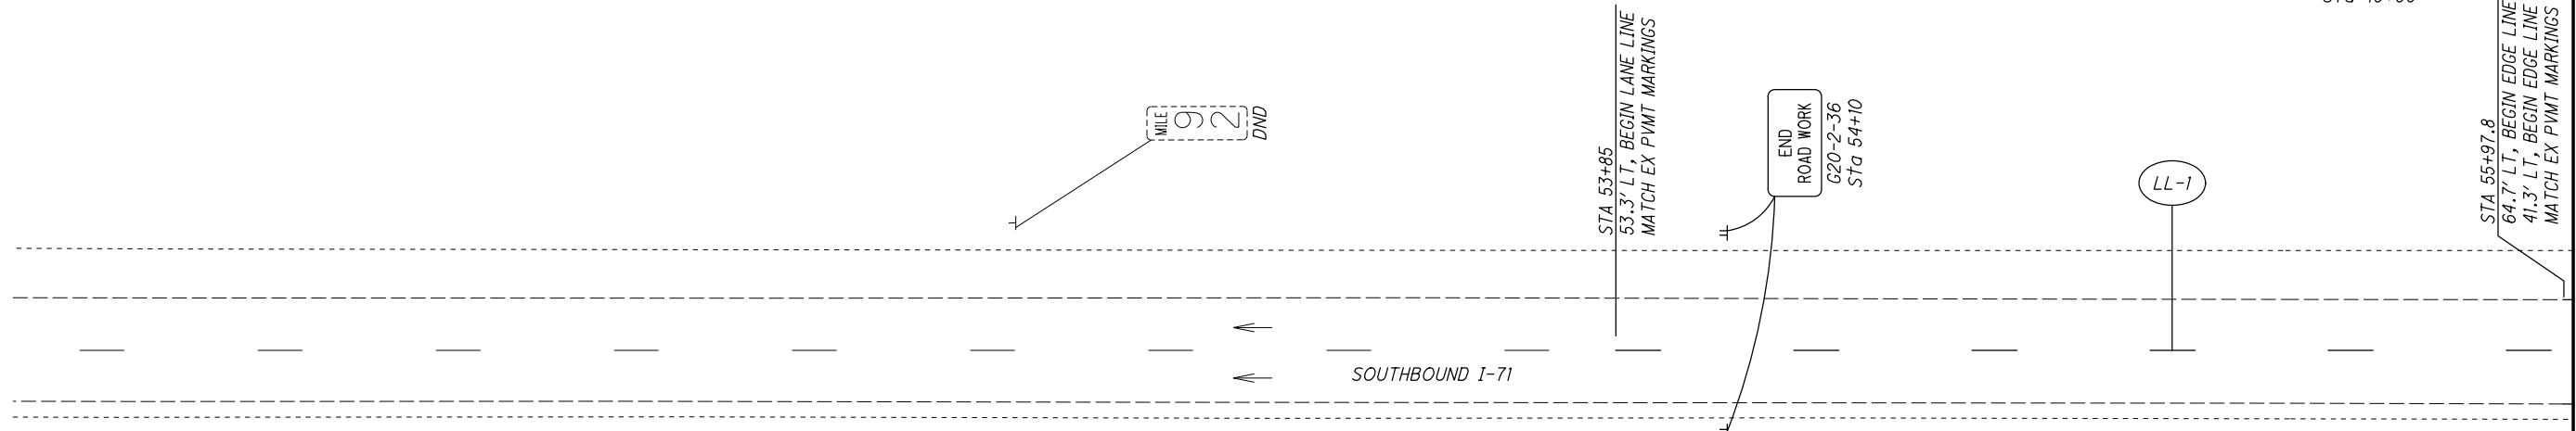 MILE
92
DND
STA 53+85
53.3' LT, BEGIN LANE LINE
MATCH EX PVMT MARKINGS
END
ROAD WORK
G20-2-36
Sta 54+10
LL-1
STA 55+97.8
64.7' LT, BEGIN EDGE LINE
41.3' LT, BEGIN EDGE LINE
MATCH EX PVMT MARKINGS
SOUTHBOUND I-71